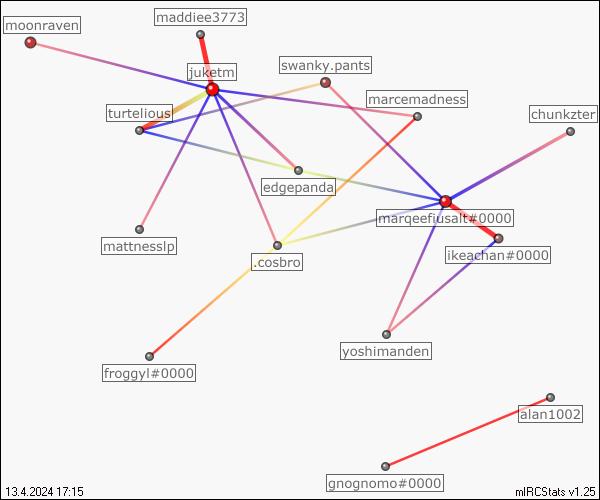 maddiee3773
moonraven
swanky.pants
juketm
marcemadness
turtelious
chunkzter
edgepanda
marqeefiusalt#0000
mattnesslp
ikeachan#0000
.cosbro
yoshimanden
froggyl#0000
alan1002
gnognomo#0000
13.4.2024 17:15
mIRCStats v1.25